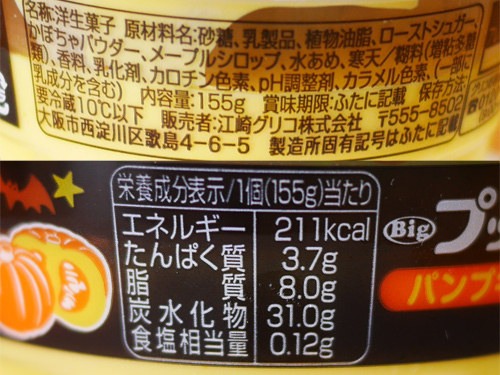 名称:洋生菓子 原材料名:砂糖、乳製品、植物油脂、ローストシュガー、
かぼちゃパウダー、メープルシロップ、水あめ、寒天/糊料(増粘多糖
類)、香料、乳化剤、カロチン色素、pH調整剤、カラメル色素、(一部に
乳成分を含む) 内容量:155g 賞味期限:ふたに記載 保存方法:
要冷蔵10℃以下 販売者:江崎グリコ株式会社 〒555-8502
大阪市西淀川区歌島4-6-5 製造所固有記号はふたに記載
栄養成分表示/1個(155g)当たり
エネルギー 211kcal
たんぱく質 3.7g
脂質 8.0g
炭水化物 31.0g
食塩相当量 0.12g
Big プ
パンプ